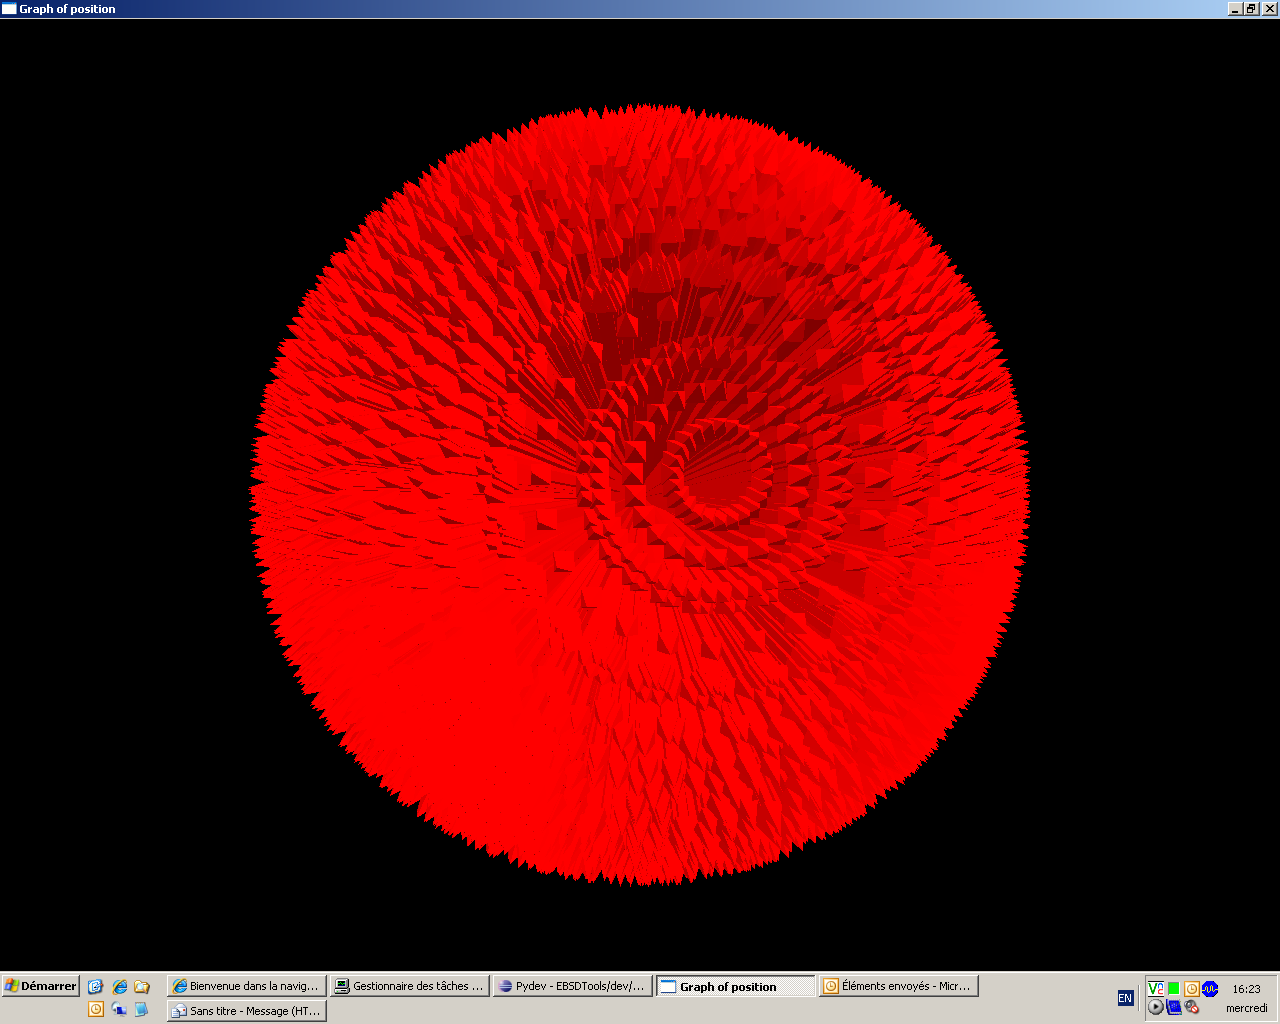 Graph of position
Démarrer
Bienvenue dans la navig...
Gestionnaire des tâches ...
Pydev - EBSDTools/dev/...
Graph of position
Éléments envoyés - Micr...
EN
16:23
Sans titre - Message (HT...
mercredi